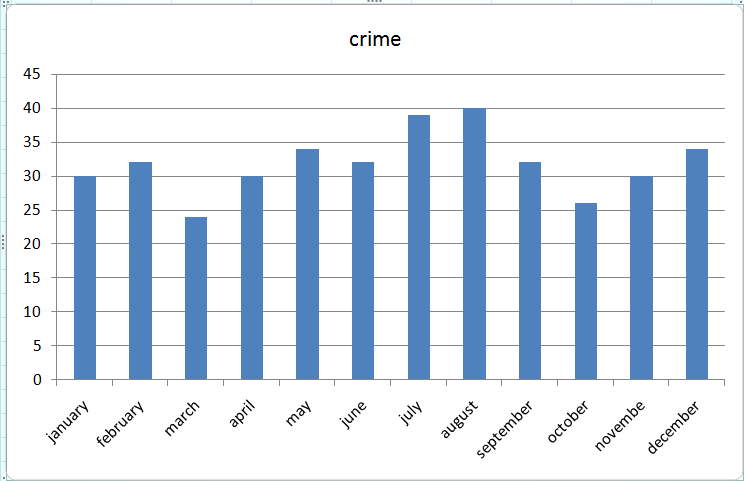 crime
45
40
35
30
25
20
15
10
5
0
january
february
march
april
may
june
july
august
september
october
novembe
december